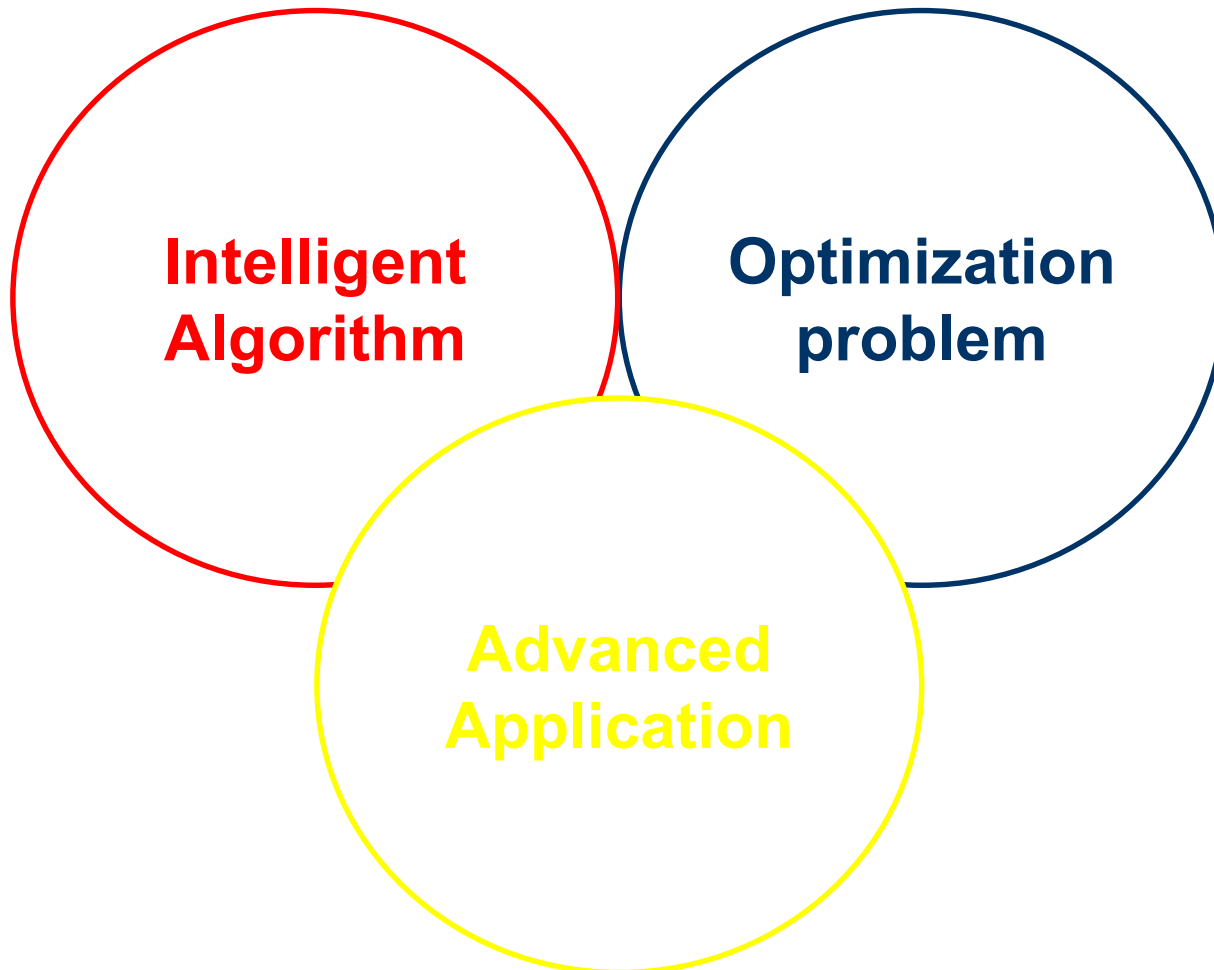 Intelligent
Algorithm
Optimization
problem
Advanced
Application